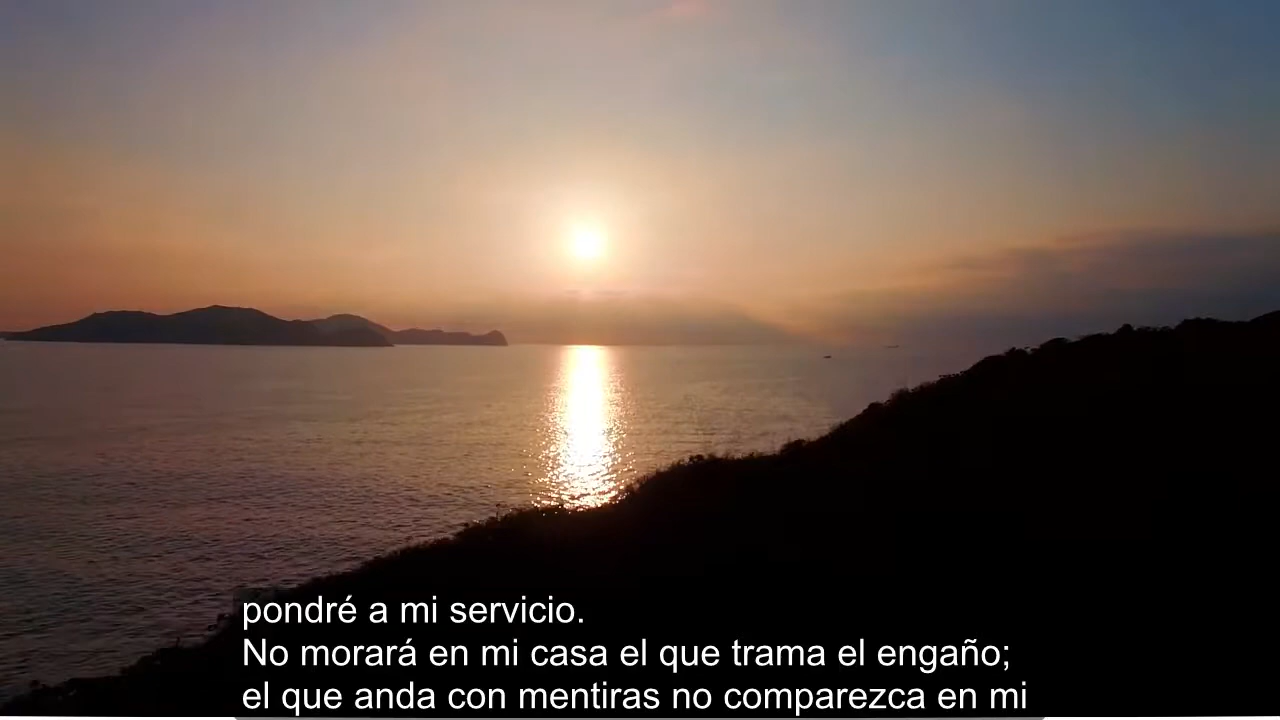 pondré a mi servicio.
No morará en mi casa el que trama el engaño;
el que anda con mentiras no comparezca en mi